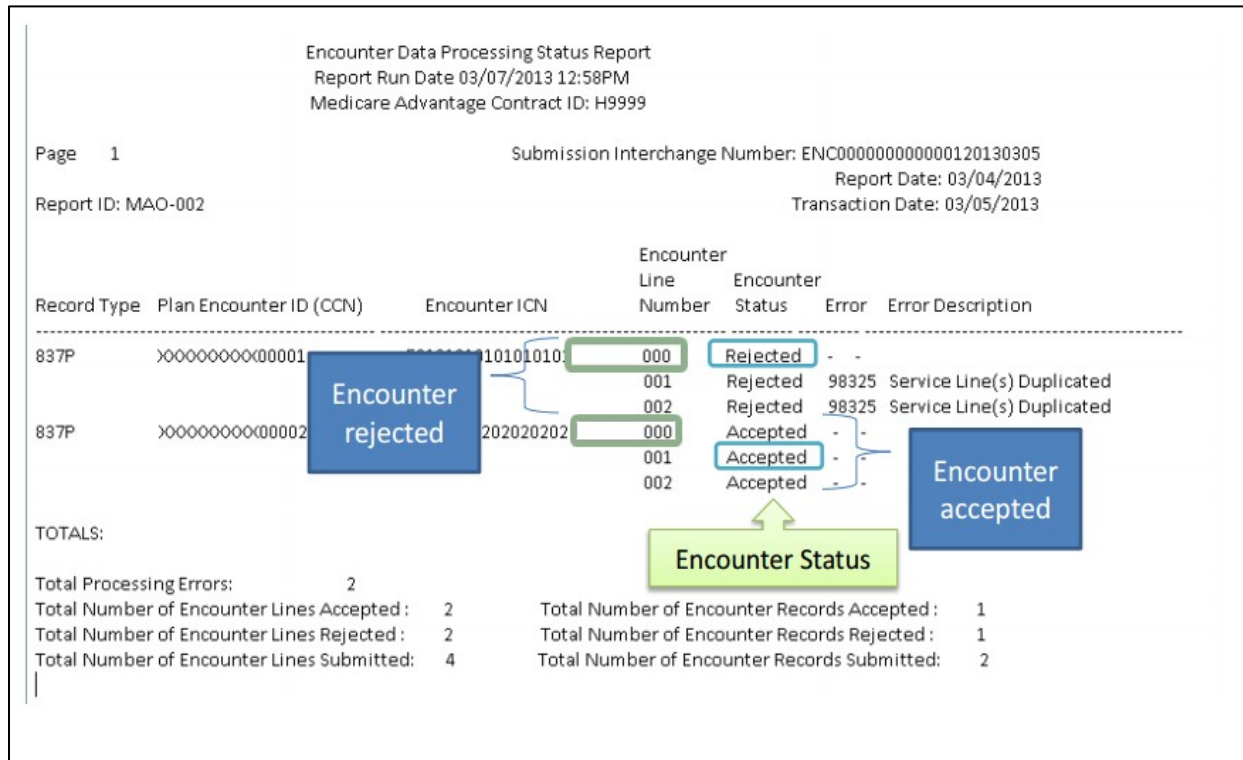 Encounter Data Processing Status Report
Report Run Date 03/07/2013 12:58PM
Medicare Advantage Contract ID: H9999
Page 1 Submission Interchange Number: ENC000000000000120130305
Report Date: 03/04/2013
Report ID: MAO-002 Transaction Date: 03/05/2013
Encounter
Line Encounter
Record Type Plan Encounter ID (CCN) Encounter ICN Number Status Error Error Description
837P XXXXXXXXXX00001 000 Rejected - -
001 Rejected 98325 Service Line(s) Duplicated
002 Rejected 98325 Service Line(s) Duplicated
Encounter rejected
837P XXXXXXXXXX00002 202020202 000 Accepted - -
001 Accepted - -
002 Accepted - -
Encounter accepted
Encounter Status
TOTALS:
Total Processing Errors: 2
Total Number of Encounter Lines Accepted : 2 Total Number of Encounter Records Accepted : 1
Total Number of Encounter Lines Rejected : 2 Total Number of Encounter Records Rejected : 1
Total Number of Encounter Lines Submitted: 4 Total Number of Encounter Records Submitted: 2